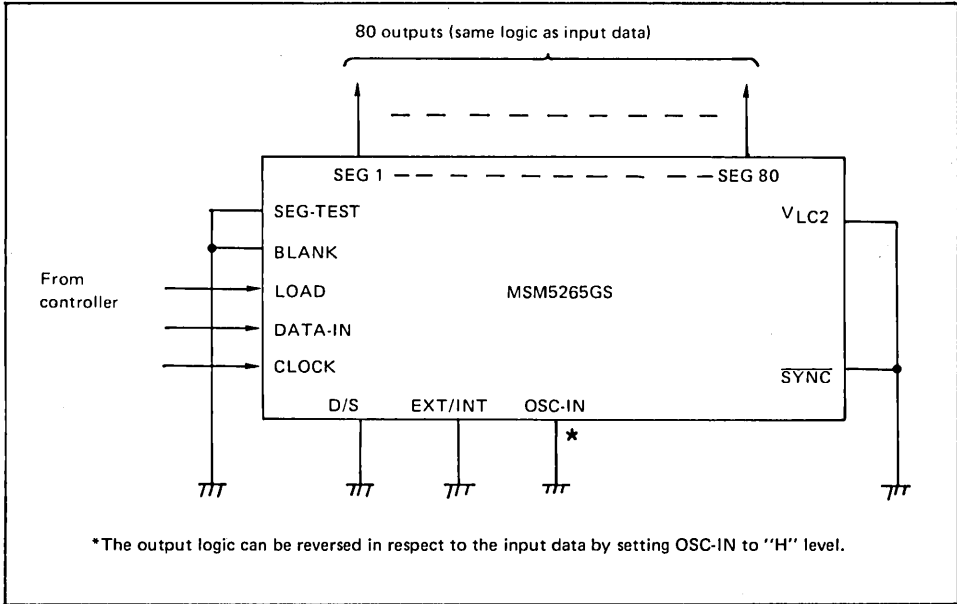 80 outputs (same logic as input data)
SEG 1
SEG 80
SEG-TEST
VLC2
BLANK
From
controller
LOAD
MSM5265GS
DATA-IN
CLOCK
SYNC
D/S
EXT/INT
OSC-IN
*
*The output logic can be reversed in respect to the input data by setting OSC-IN to "H" level.